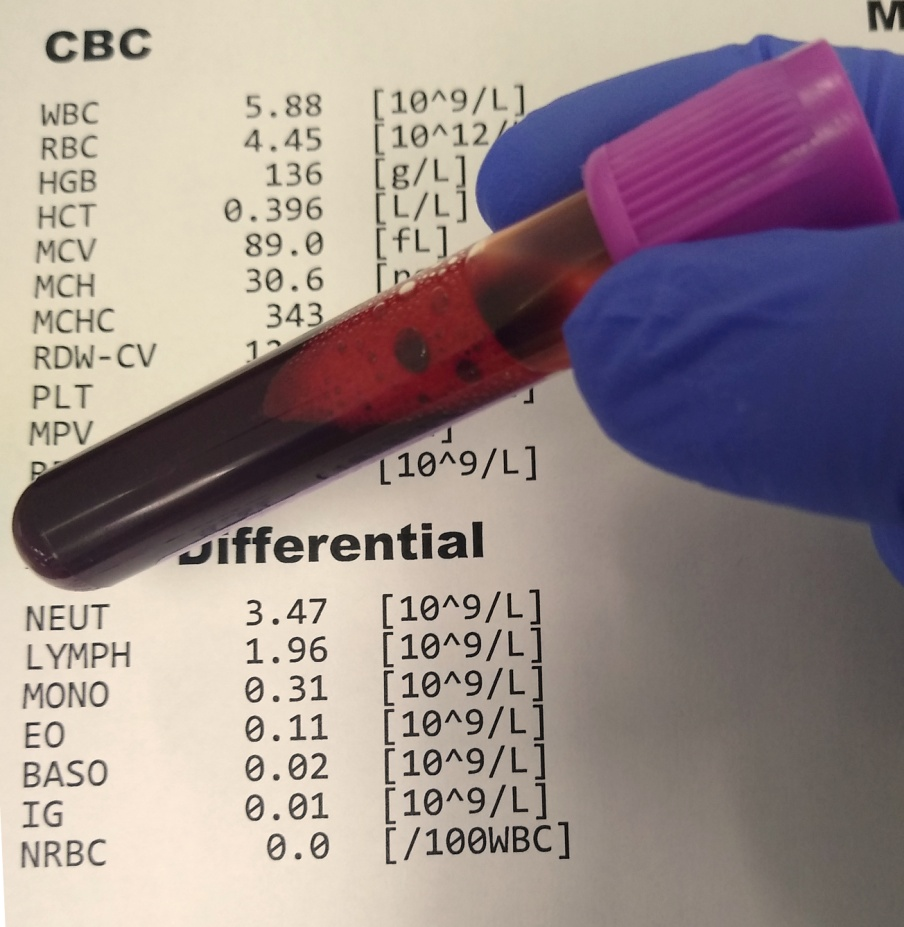 CBC
WBC 5.88 [10^9/L]
RBC 4.45 [10^12/
HGB 136 [g/L]
HCT 0.396 [L/L]
MCV 89.0 [fL]
MCH 30.6
MCHC 343
RDW-CV
PLT
MPV
[10^9/L]
Differential
NEUT 3.47 [10^9/L]
LYMPH 1.96 [10^9/L]
MONO 0.31 [10^9/L]
EO 0.11 [10^9/L]
BASO 0.02 [10^9/L]
IG 0.01 [10^9/L]
NRBC 0.0 [/100WBC]